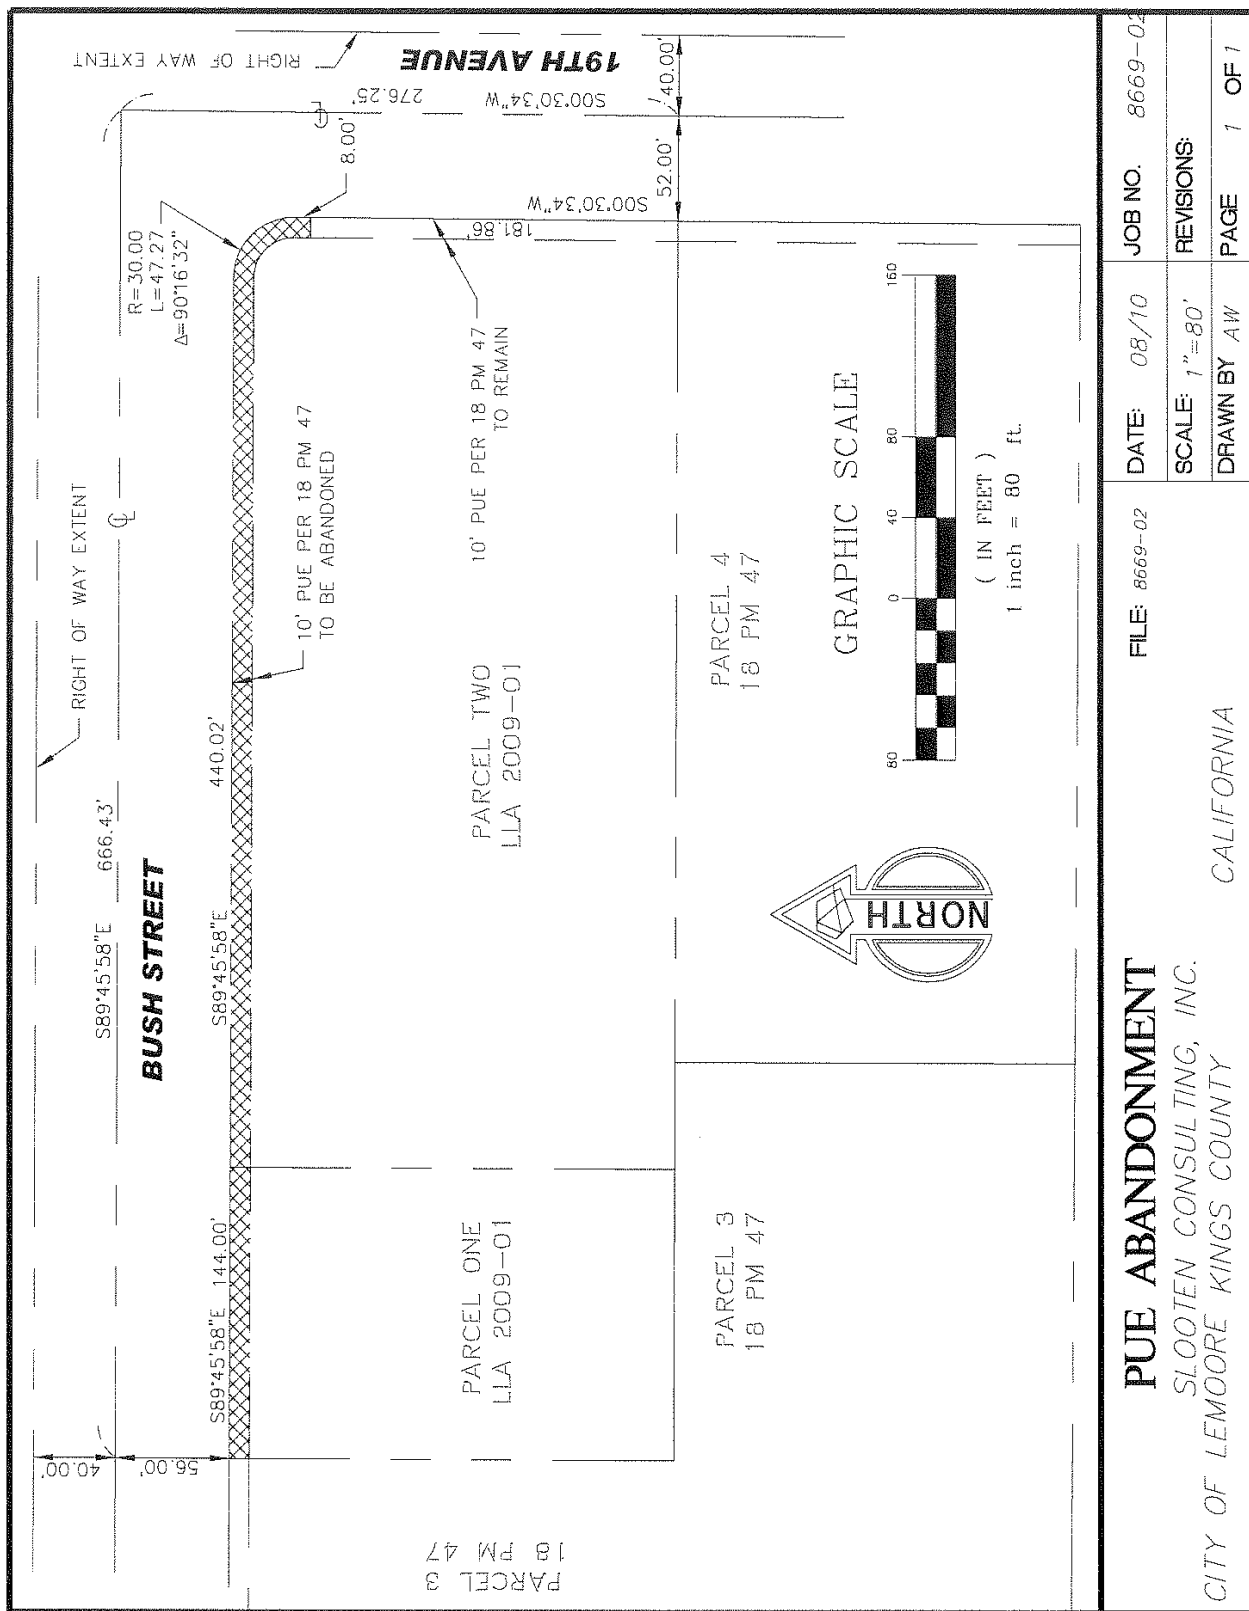 RIGHT OF WAY EXTENT
19TH AVENUE
S00°30'34"W 276.25'
40.00'
℄
8.00'
52.00'
S00°30'34"W
181.86'
R=30.00
L=47.27
Δ=90°16'32"
10' PUE PER 18 PM 47
TO REMAIN
10' PUE PER 18 PM 47
TO BE ABANDONED
RIGHT OF WAY EXTENT
℄
S89°45'58"E 666.43'
BUSH STREET
S89°45'58"E 440.02'
S89°45'58"E 144.00'
40.00'
56.00'
PARCEL TWO
LLA 2009-01
PARCEL ONE
LLA 2009-01
PARCEL 4
18 PM 47
PARCEL 3
18 PM 47
PARCEL 3
18 PM 47
NORTH
GRAPHIC SCALE
80 0 40 80 160
( IN FEET )
1 inch = 80 ft.
PUE ABANDONMENT
SLOOTEN CONSULTING, INC.
CITY OF LEMOORE KINGS COUNTY CALIFORNIA
FILE: 8669-02
DATE: 08/10
SCALE: 1"=80'
DRAWN BY AW
JOB NO. 8669-02
REVISIONS:
PAGE 1 OF 1